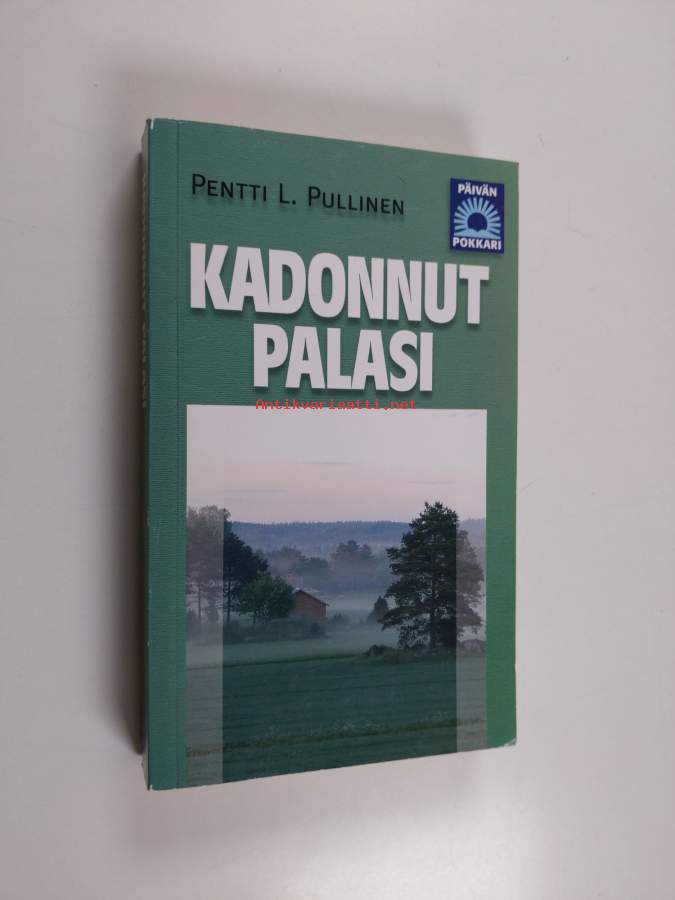 PENTTI L. PULLINEN
PÄIVÄN
POKKARI
KADONNUT
PALASI
Antikvariaatti.net